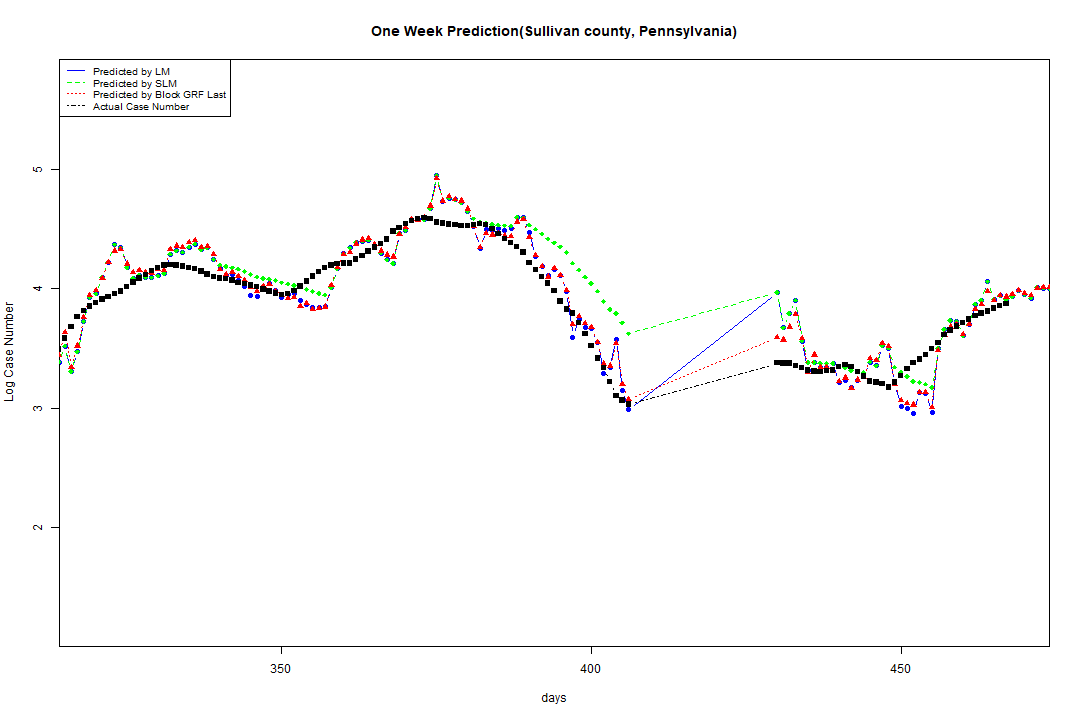 One Week Prediction(Sullivan county, Pennsylvania)
Predicted by LM
Predicted by SLM
Predicted by Block GRF Last
Actual Case Number
5
4
3
2
Log Case Number
350
400
450
days